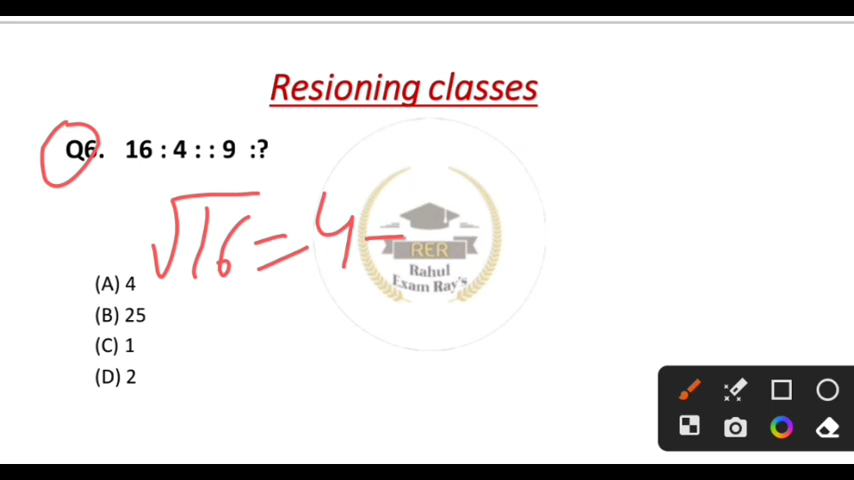 Resioning classes
Q6. 16 : 4 : : 9 :?
√16 = 4 -
RER
Rahul
Exam Ray's
(A) 4
(B) 25
(C) 1
(D) 2